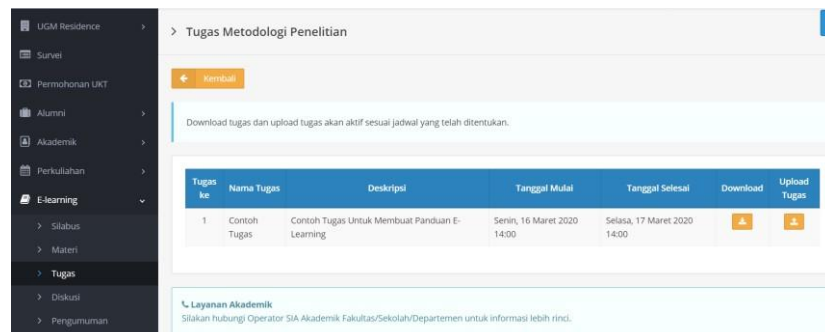 UGM Residence
Survei
Permohonan UKT
Alumni
Akademik
Perkuliahan
E-learning
Silabus
Materi
Tugas
Diskusi
Pengumuman
Tugas Metodologi Penelitian
Kembali
Download tugas dan upload tugas akan aktif sesuai jadwal yang telah ditentukan.
Tugas ke Nama Tugas Deskripsi Tanggal Mulai Tanggal Selesai Download Upload Tugas
1 Contoh Tugas Contoh Tugas Untuk Membuat Panduan E-Learning Senin, 16 Maret 2020 14:00 Selasa, 17 Maret 2020 14:00
Layanan Akademik
Silakan hubungi Operator SIA Akademik Fakultas/Sekolah/Departemen untuk informasi lebih rinci.